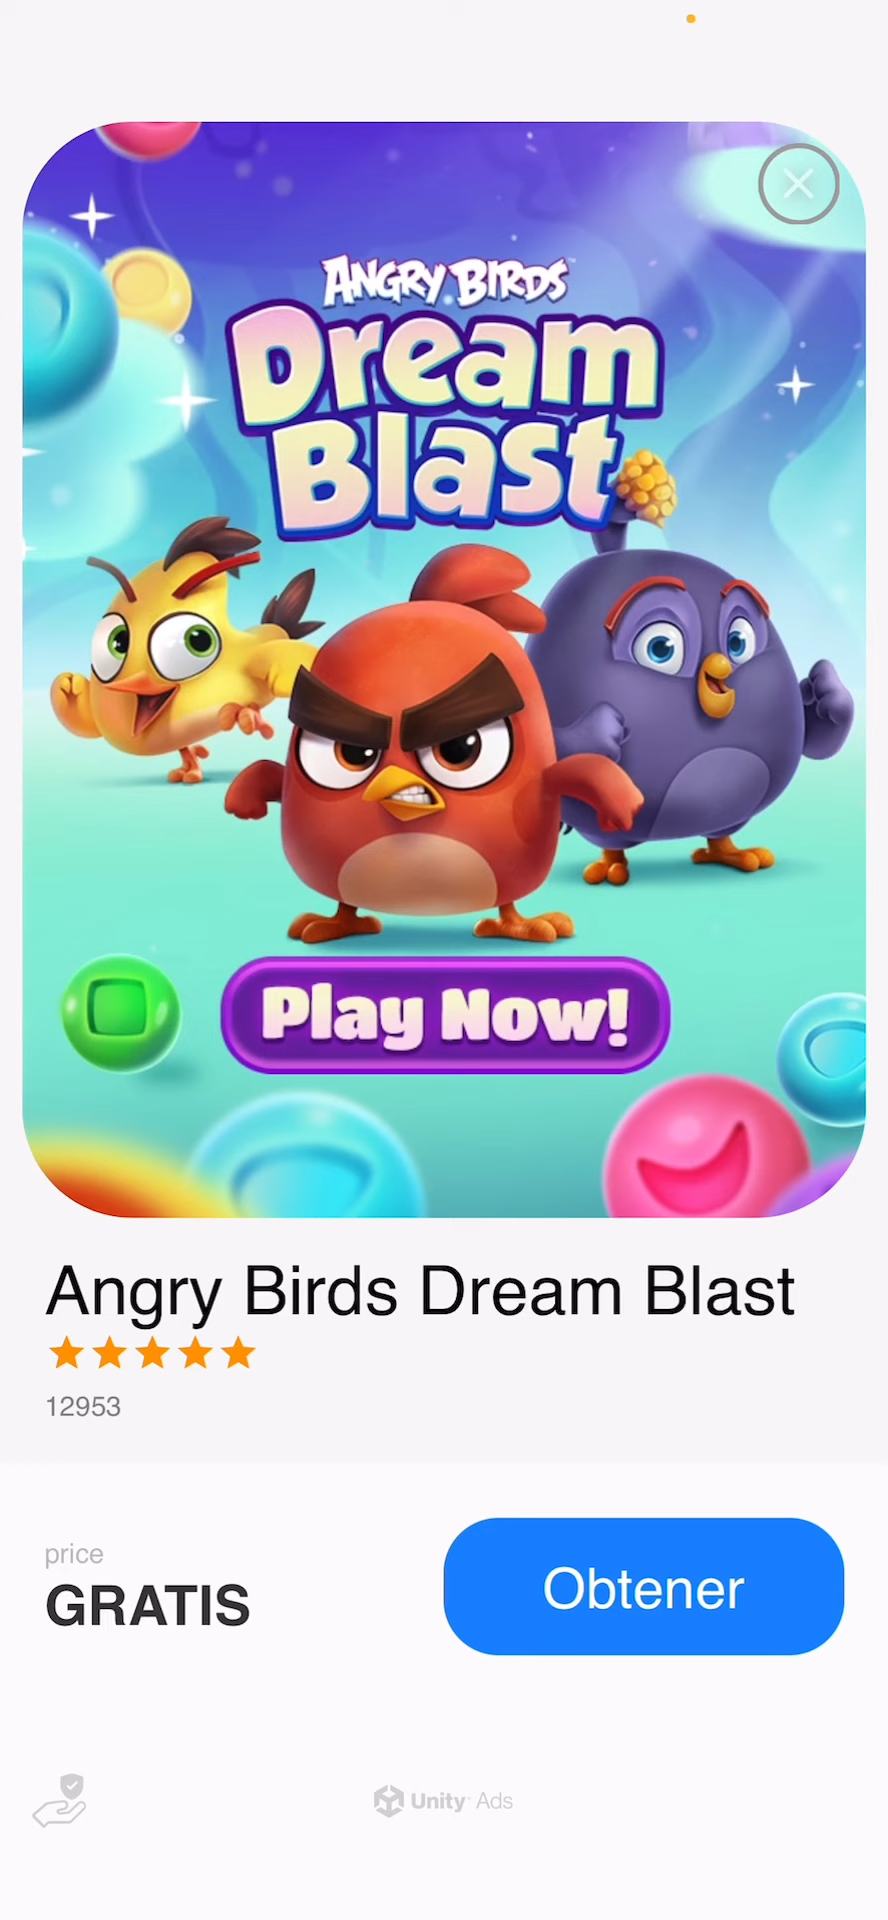 ANGRY BIRDS
Dream
Blast
Play Now!
Angry Birds Dream Blast
12953
price
GRATIS
Obtener
Unity Ads